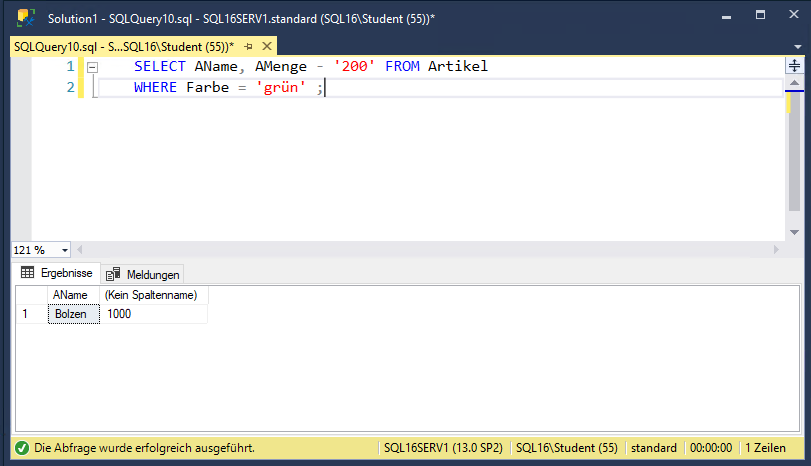 Solution1 - SQLQuery10.sql - SQL16SERV1.standard (SQL16\Student (55))*
SQLQuery10.sql - S...SQL16\Student (55))*
1 SELECT AName, AMenge - '200' FROM Artikel
2 WHERE Farbe = 'grün' ;
121 %
Ergebnisse Meldungen
AName (Kein Spaltenname)
1 Bolzen 1000
Die Abfrage wurde erfolgreich ausgeführt. SQL16SERV1 (13.0 SP2) SQL16\Student (55) standard 00:00:00 1 Zeilen